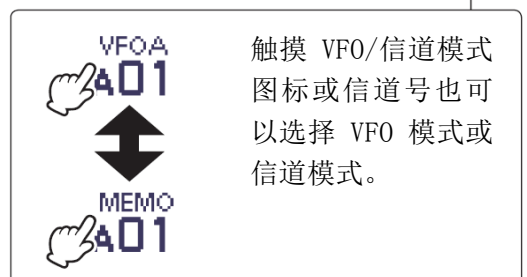 VFOA
A01
MEMO
A01
触摸 VFO/信道模式
图标或信道号也可
以选择 VFO 模式或
信道模式。